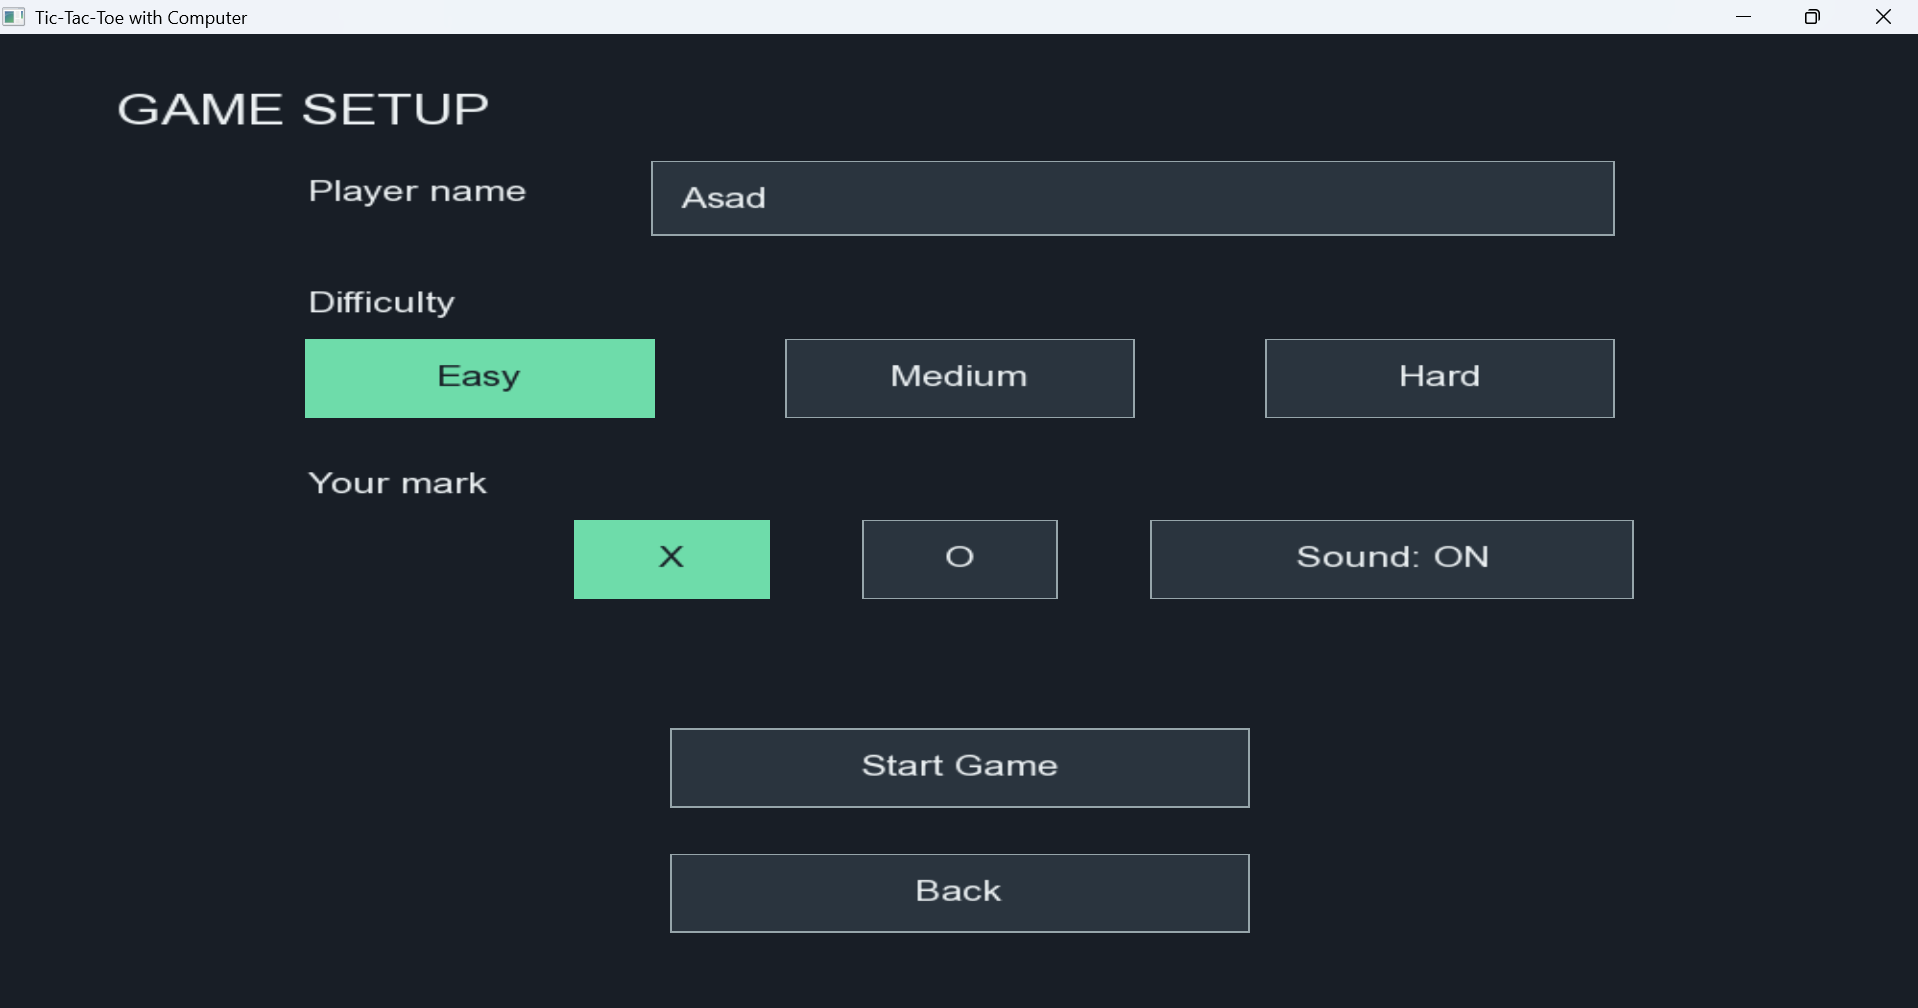 Tic-Tac-Toe with Computer
GAME SETUP
Player name Asad
Difficulty
Easy Medium Hard
Your mark
X O Sound: ON
Start Game
Back